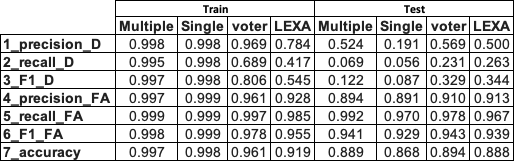 Train Test
Multiple Single voter LEXA Multiple Single voter LEXA
1_precision_D 0.998 0.998 0.969 0.784 0.524 0.191 0.569 0.500
2_recall_D 0.995 0.998 0.689 0.417 0.069 0.056 0.231 0.263
3_F1_D 0.997 0.998 0.806 0.545 0.122 0.087 0.329 0.344
4_precision_FA 0.997 0.999 0.961 0.928 0.894 0.891 0.910 0.913
5_recall_FA 0.999 0.999 0.997 0.985 0.992 0.970 0.978 0.967
6_F1_FA 0.998 0.999 0.978 0.955 0.941 0.929 0.943 0.939
7_accuracy 0.997 0.998 0.961 0.919 0.889 0.868 0.894 0.888